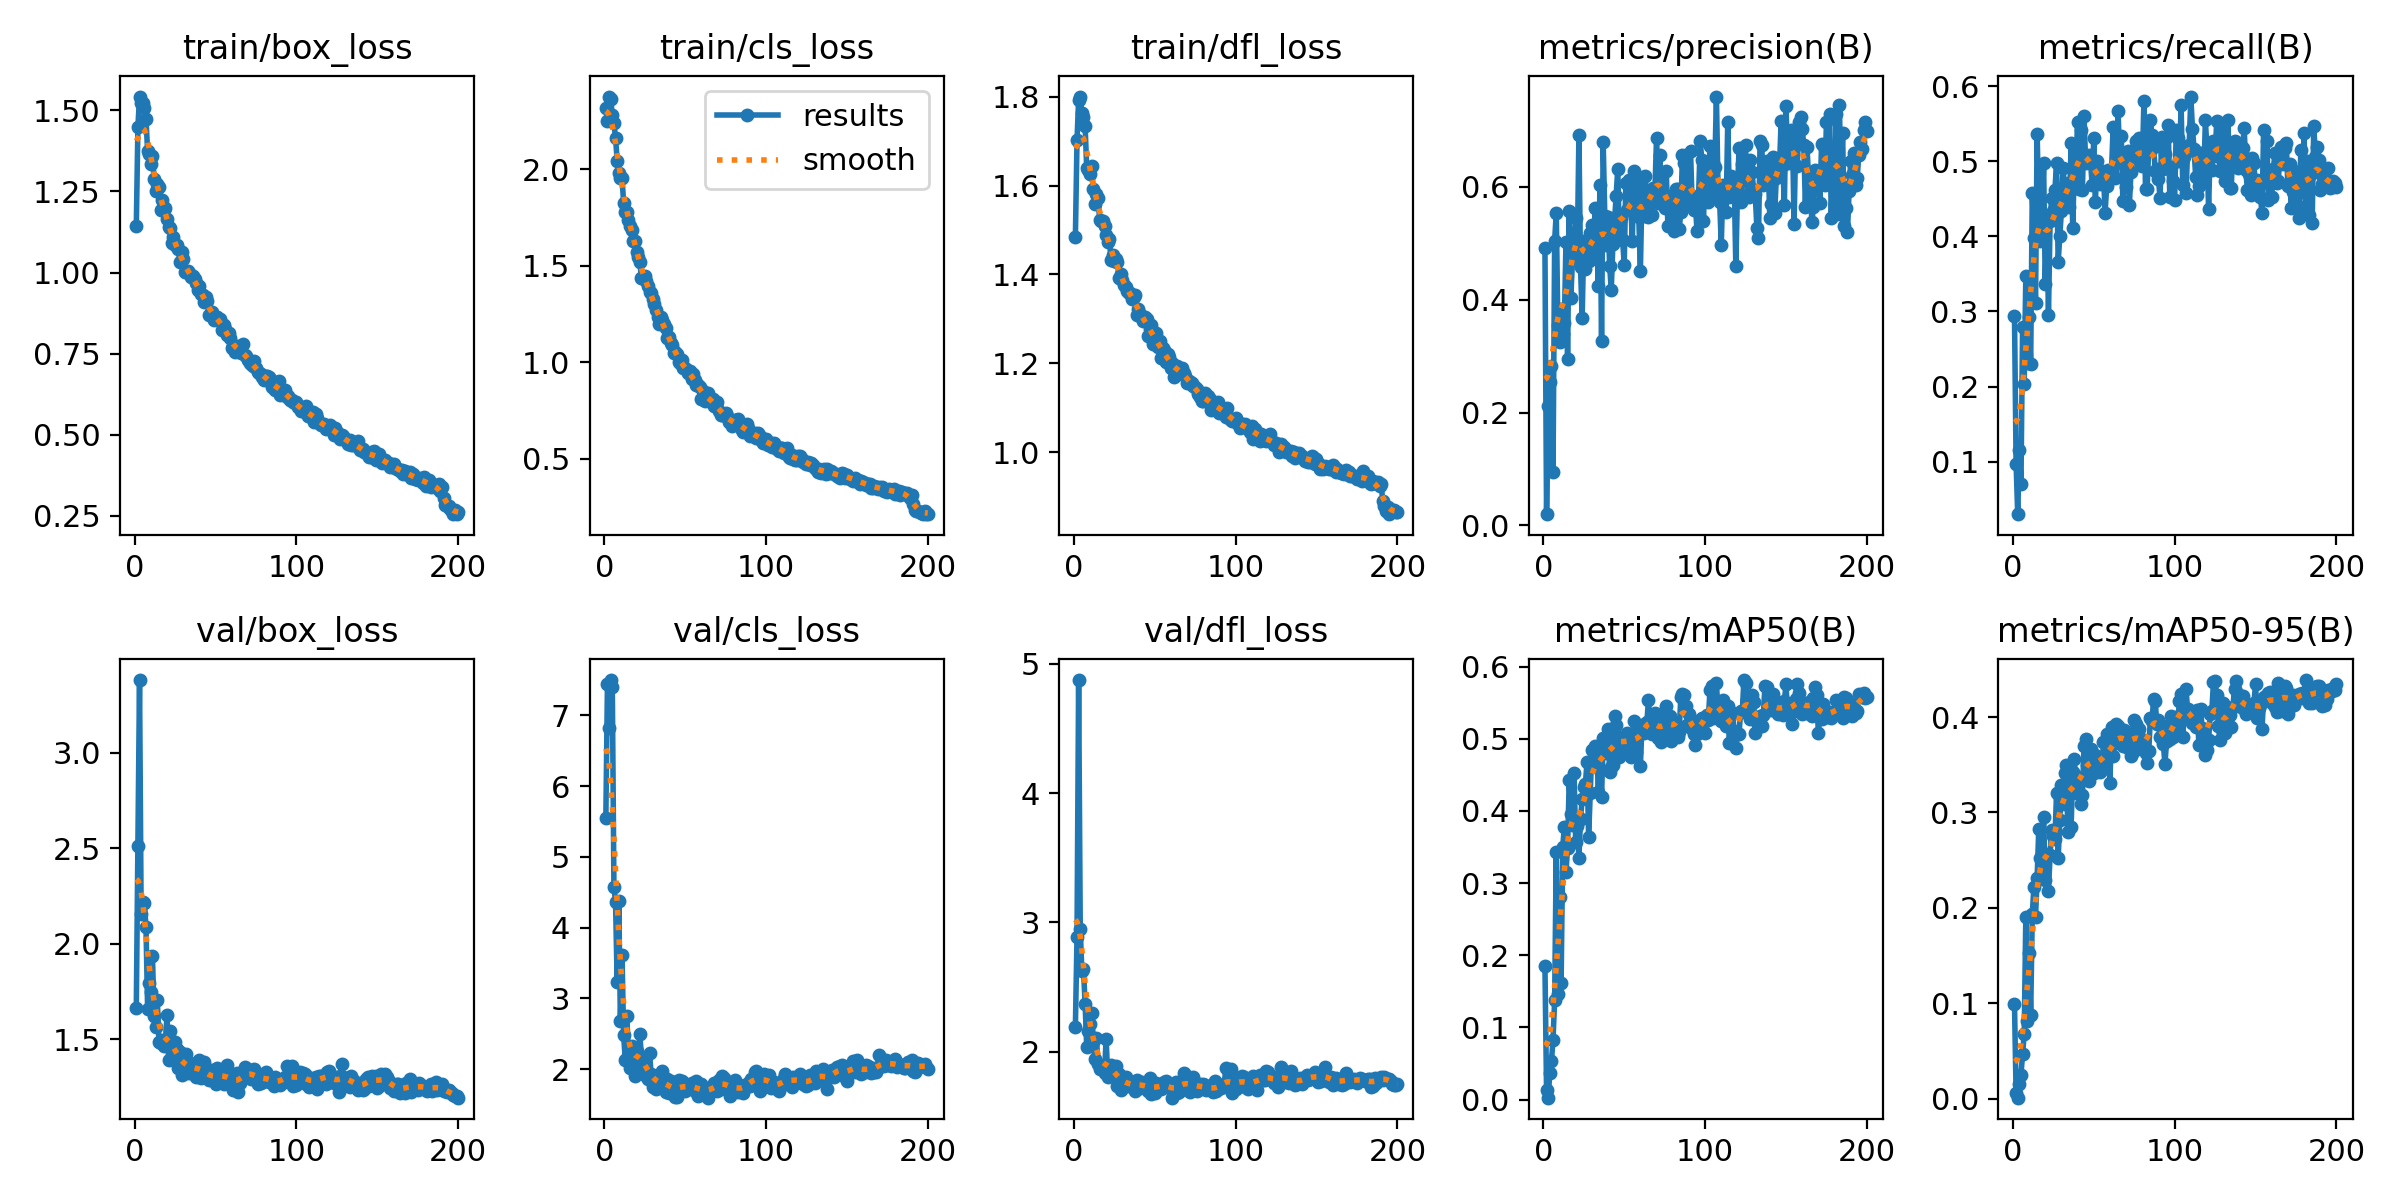 train/box_loss
1.50
1.25
1.00
0.75
0.50
0.25
0 100 200
train/cls_loss
results
smooth
2.0
1.5
1.0
0.5
0 100 200
train/dfl_loss
1.8
1.6
1.4
1.2
1.0
0 100 200
metrics/precision(B)
0.6
0.4
0.2
0.0
0 100 200
metrics/recall(B)
0.6
0.5
0.4
0.3
0.2
0.1
0 100 200
val/box_loss
3.0
2.5
2.0
1.5
0 100 200
val/cls_loss
7
6
5
4
3
2
0 100 200
val/dfl_loss
5
4
3
2
0 100 200
metrics/mAP50(B)
0.6
0.5
0.4
0.3
0.2
0.1
0.0
0 100 200
metrics/mAP50-95(B)
0.4
0.3
0.2
0.1
0.0
0 100 200